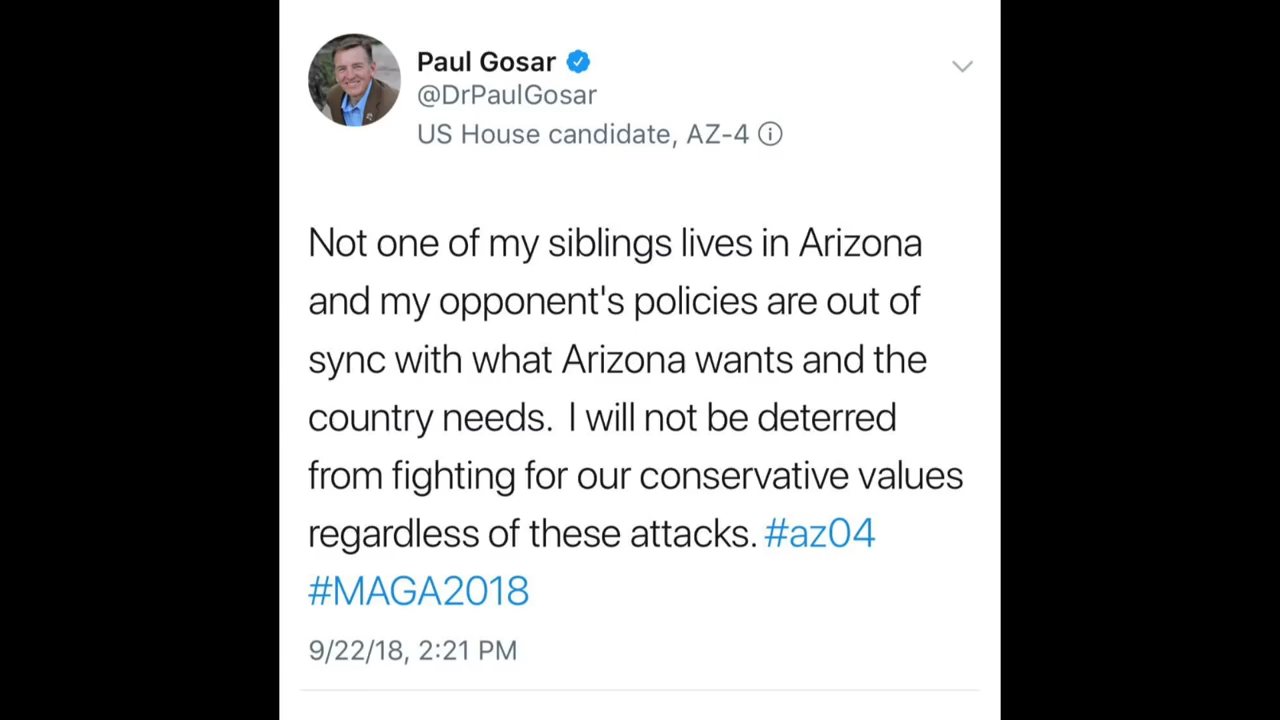 Paul Gosar
@DrPaulGosar
US House candidate, AZ-4
Not one of my siblings lives in Arizona
and my opponent's policies are out of
sync with what Arizona wants and the
country needs.  I will not be deterred
from fighting for our conservative values
regardless of these attacks. #az04
#MAGA2018
9/22/18, 2:21 PM